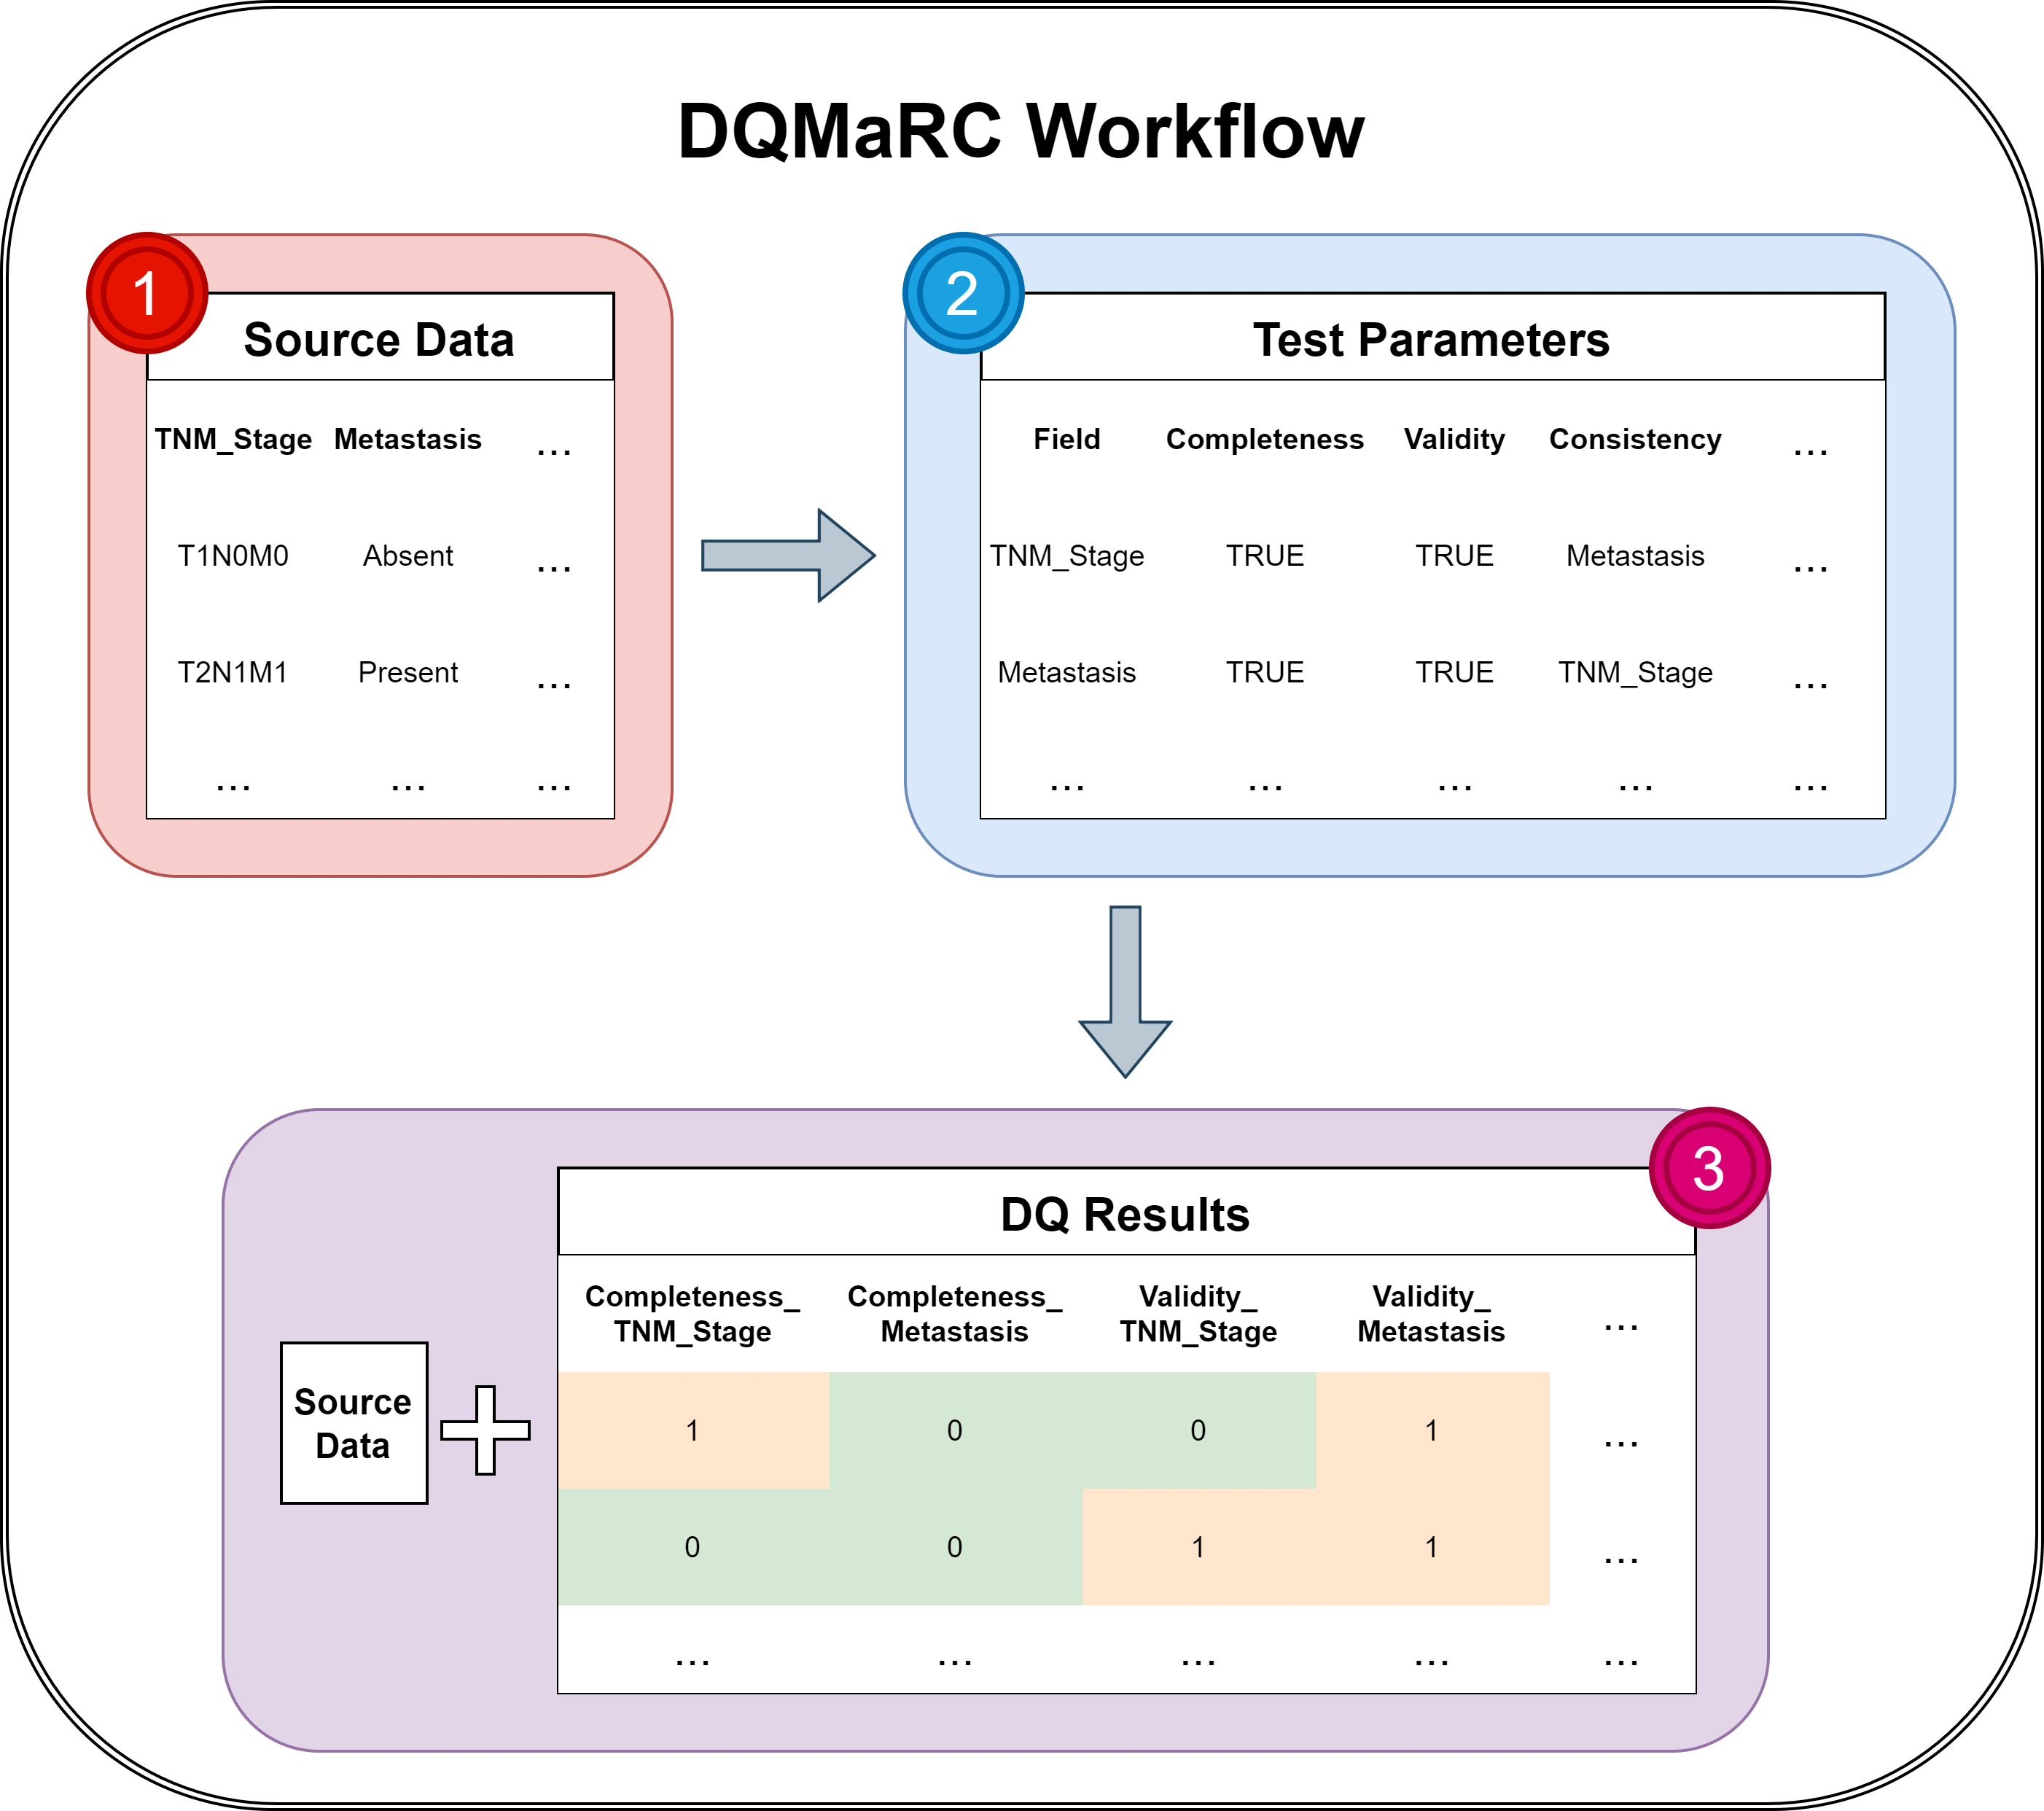 DQMaRC Workflow
1
Source Data
TNM_Stage Metastasis ...
T1N0M0 Absent ...
T2N1M1 Present ...
... ... ...
2
Test Parameters
Field Completeness Validity Consistency ...
TNM_Stage TRUE TRUE Metastasis ...
Metastasis TRUE TRUE TNM_Stage ...
... ... ... ... ...
3
Source
Data
DQ Results
Completeness_ Completeness_ Validity_ Validity_
TNM_Stage Metastasis TNM_Stage Metastasis ...
1 0 0 1 ...
0 0 1 1 ...
... ... ... ... ...